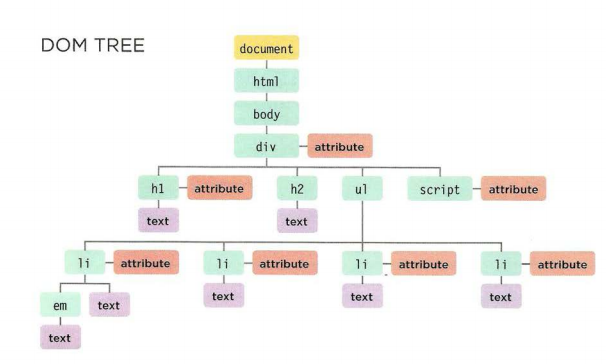 DOM TREE
document
html
body
div attribute
h1 attribute h2 ul script attribute
text text
li attribute li attribute li attribute li attribute
em text text text text
text